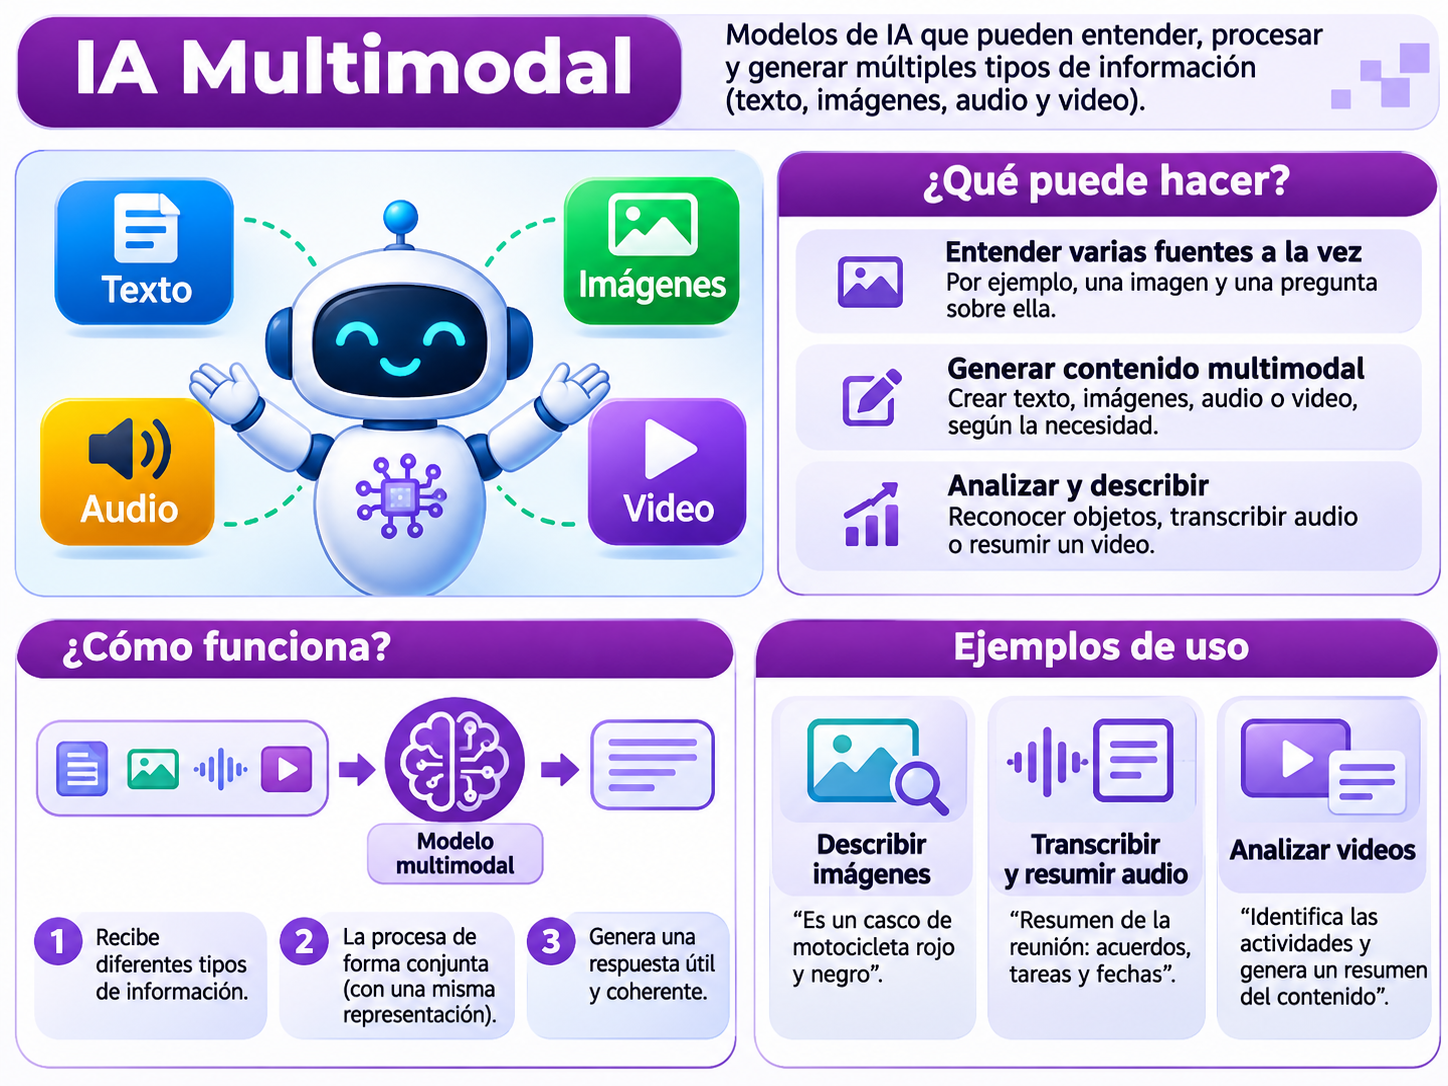 IA Multimodal
Modelos de IA que pueden entender, procesar
y generar múltiples tipos de información
(texto, imágenes, audio y video).
Texto
Imágenes
Audio
Video
¿Qué puede hacer?
Entender varias fuentes a la vez
Por ejemplo, una imagen y una pregunta
sobre ella.
Generar contenido multimodal
Crear texto, imágenes, audio o video,
según la necesidad.
Analizar y describir
Reconocer objetos, transcribir audio
o resumir un video.
¿Cómo funciona?
Modelo
multimodal
1
Recibe
diferentes tipos
de información.
2
La procesa de
forma conjunta
(con una misma
representación).
3
Genera una
respuesta útil
y coherente.
Ejemplos de uso
Describir
imágenes
“Es un casco de
motocicleta rojo
y negro”.
Transcribir
y resumir audio
“Resumen de la
reunión: acuerdos,
tareas y fechas”.
Analizar videos
“Identifica las
actividades y
genera un resumen
del contenido”.